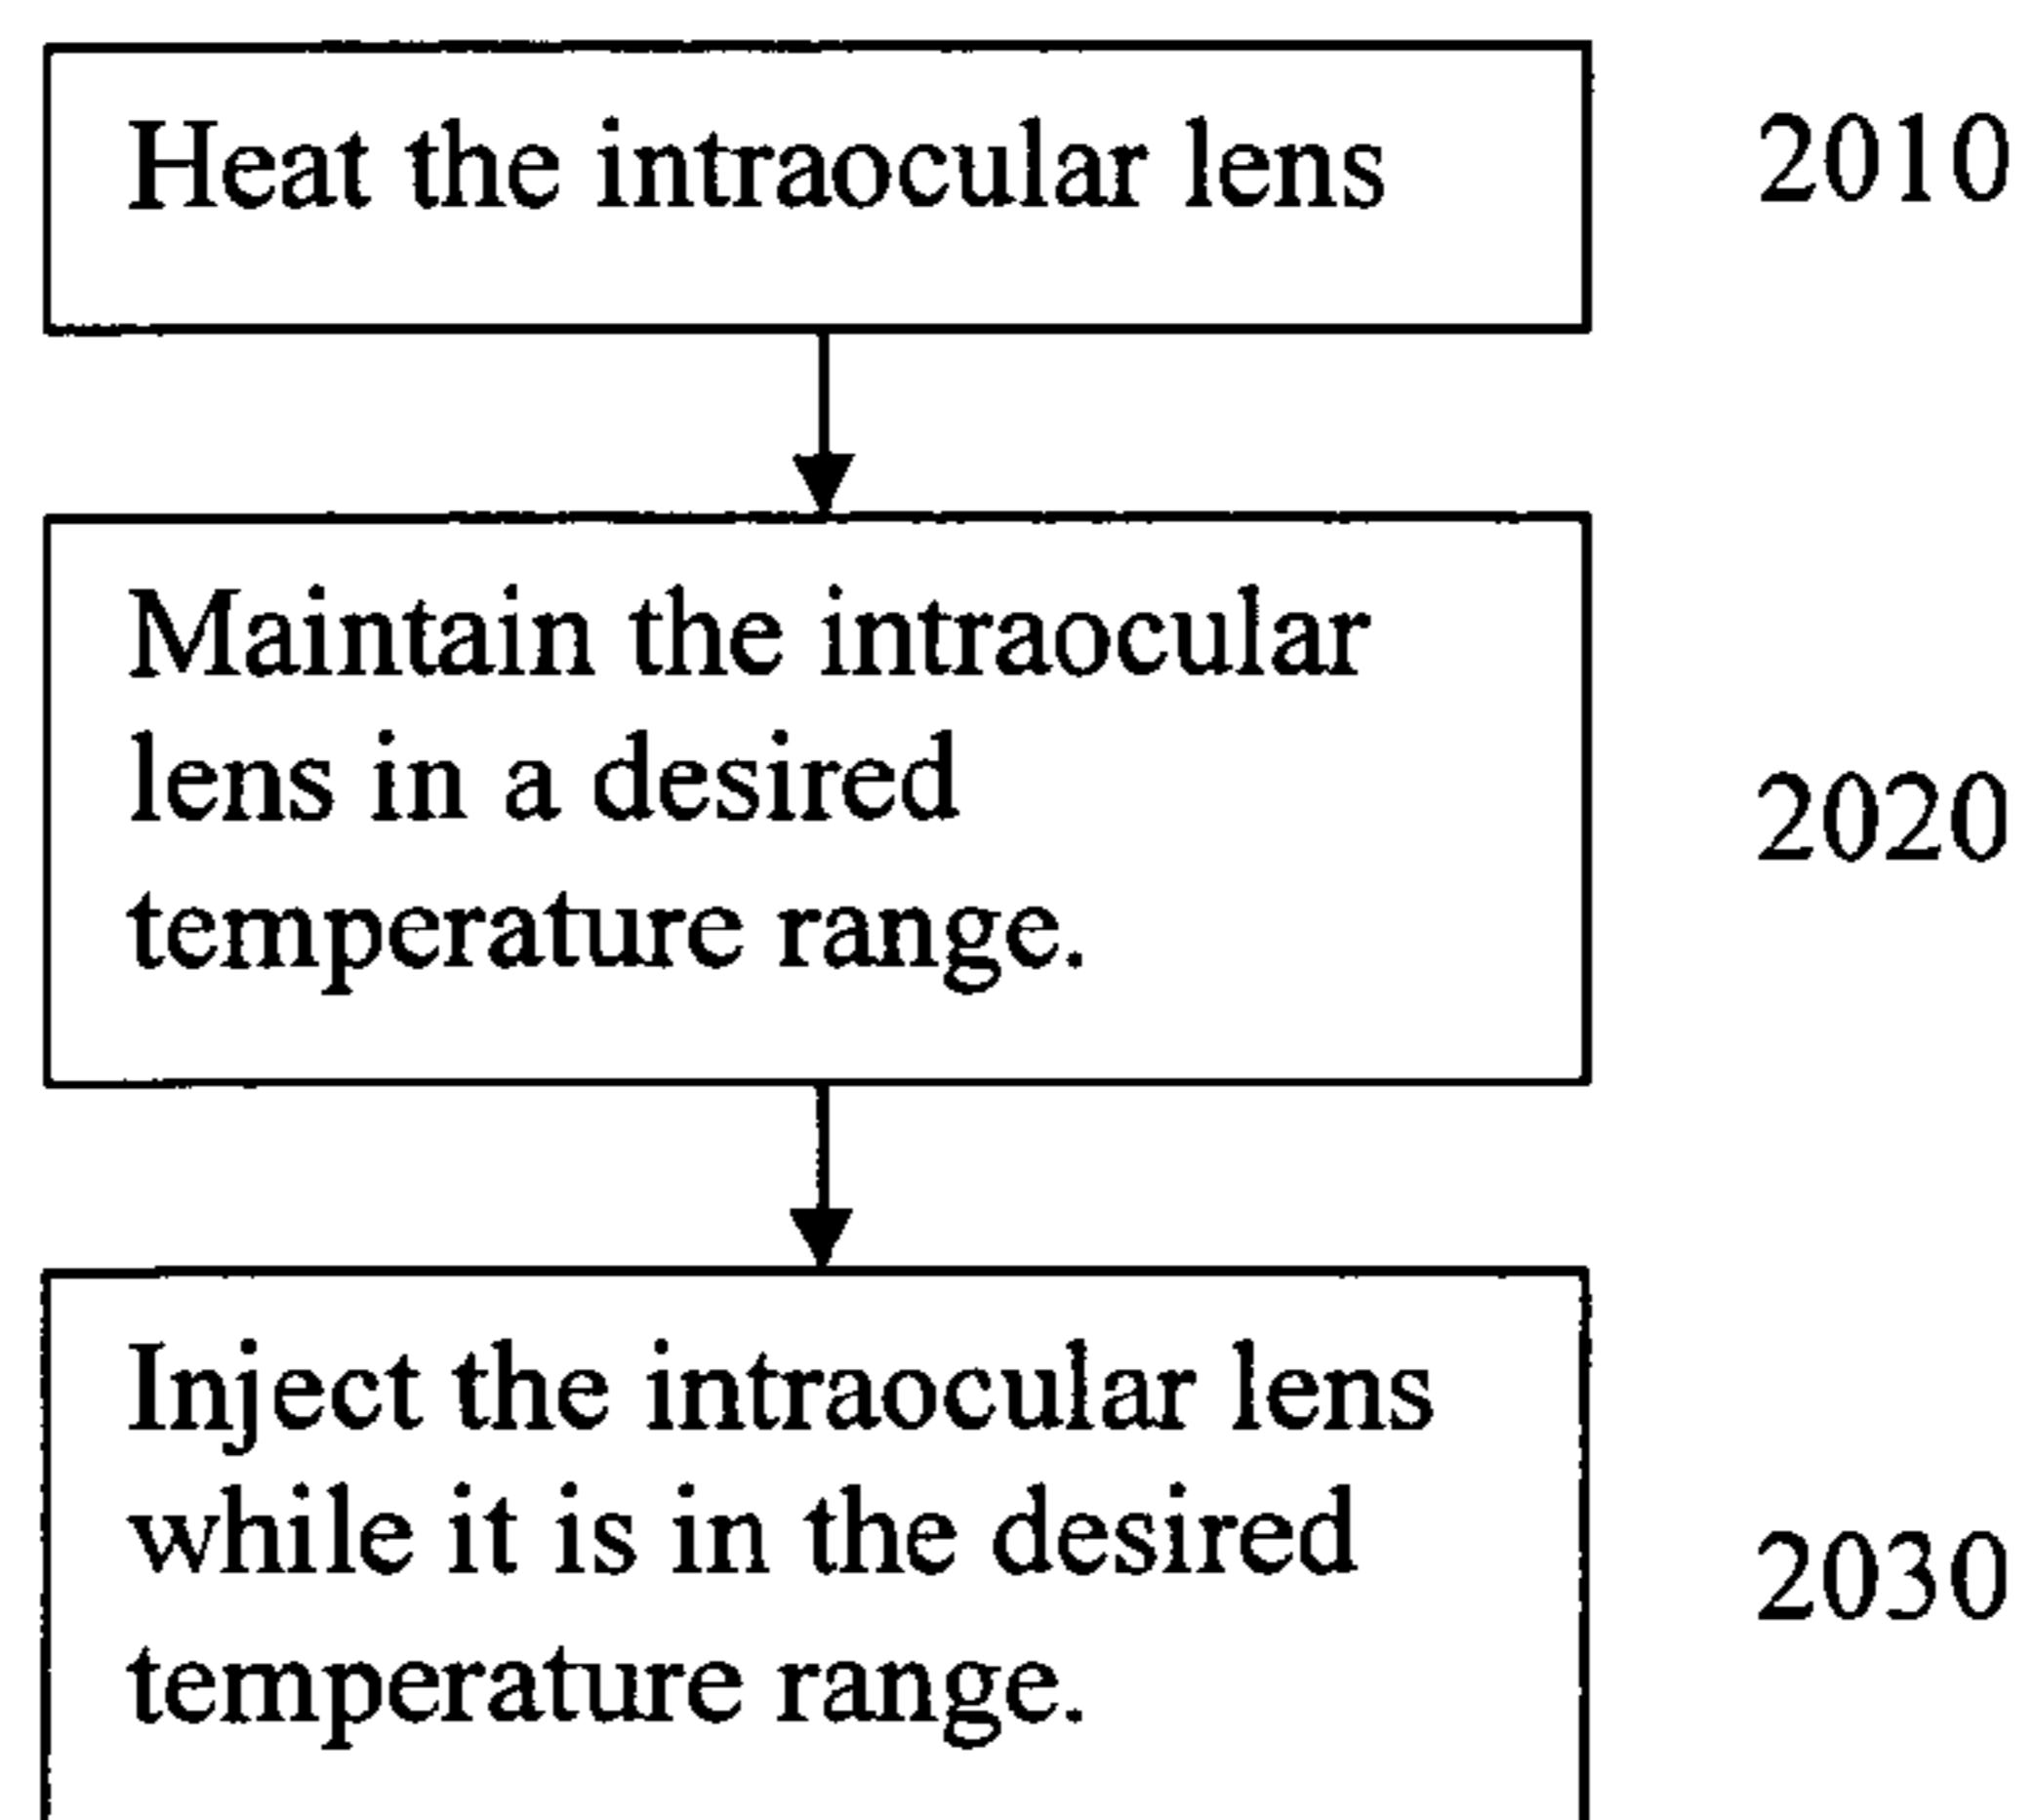 Heat the intraocular lens
2010
Maintain the intraocular
lens in a desired
2020
temperature range.
Inject the intraocular lens
while it is in the desired
2030
temperature range.